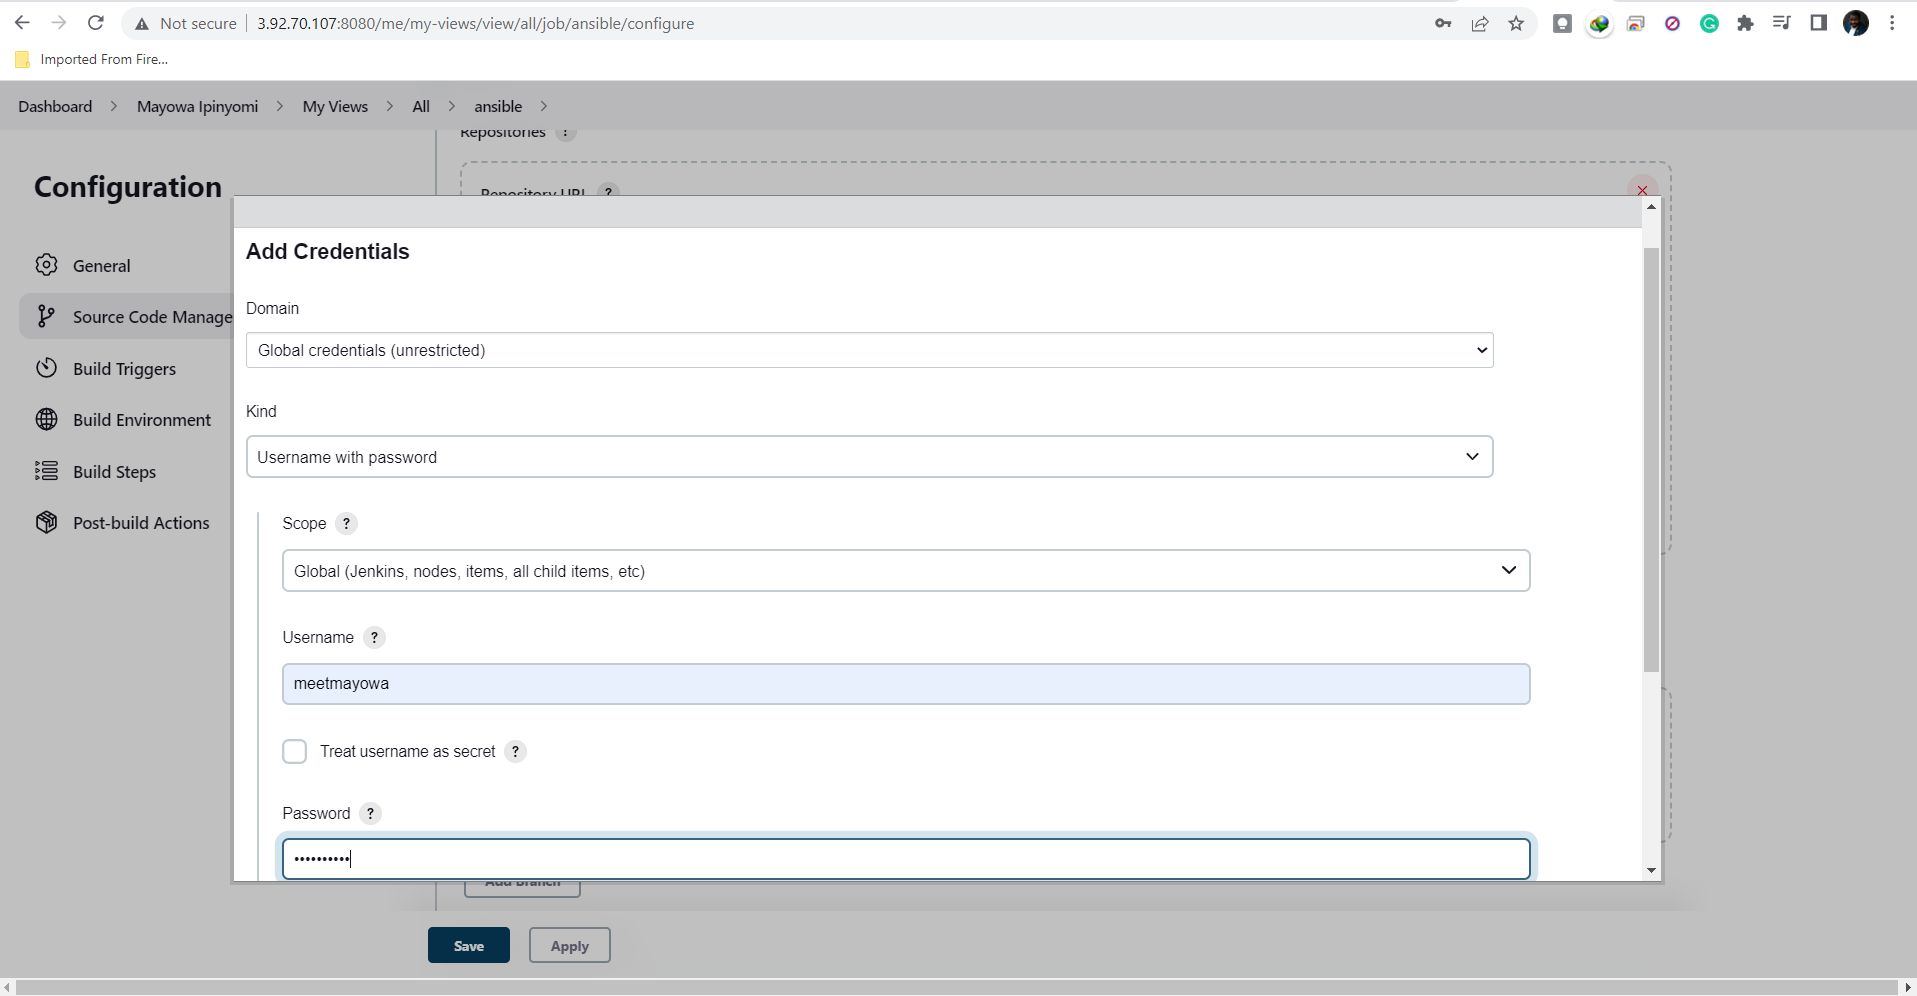 Not secure 3.92.70.107:8080/me/my-views/view/all/job/ansible/configure
Imported From Fire...
Dashboard > Mayowa Ipinyomi > My Views > All > ansible >
Repositories ?
Configuration
Repository URL ?
Add Credentials
General
Domain
Source Code Manage
Global credentials (unrestricted)
Build Triggers
Kind
Build Environment
Username with password
Build Steps
Post-build Actions
Scope ?
Global (Jenkins, nodes, items, all child items, etc)
Username ?
meetmayowa
Treat username as secret ?
Password ?
••••••••••
Add Branch
Save Apply